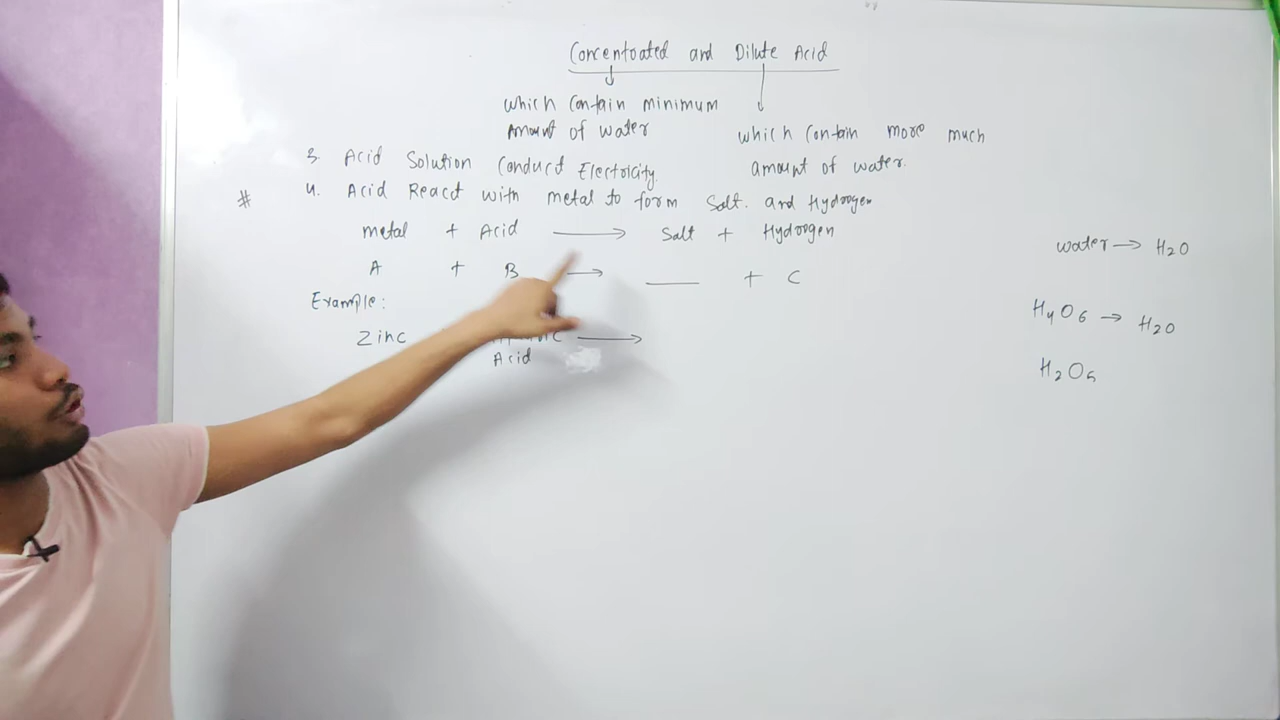 Concentrated and Dilute Acid
which contain minimum
Amount of water
which contain more much
amount of water.
3. Acid Solution Conduct Electricity.
# 4. Acid React with metal to form Salt. and Hydrogen
metal + Acid ⟶ Salt + Hydrogen
A + B ⟶ ___ + C
Example:
Zinc ⟶
Acid
water → H2O
H4O6 → H2O
H2O6